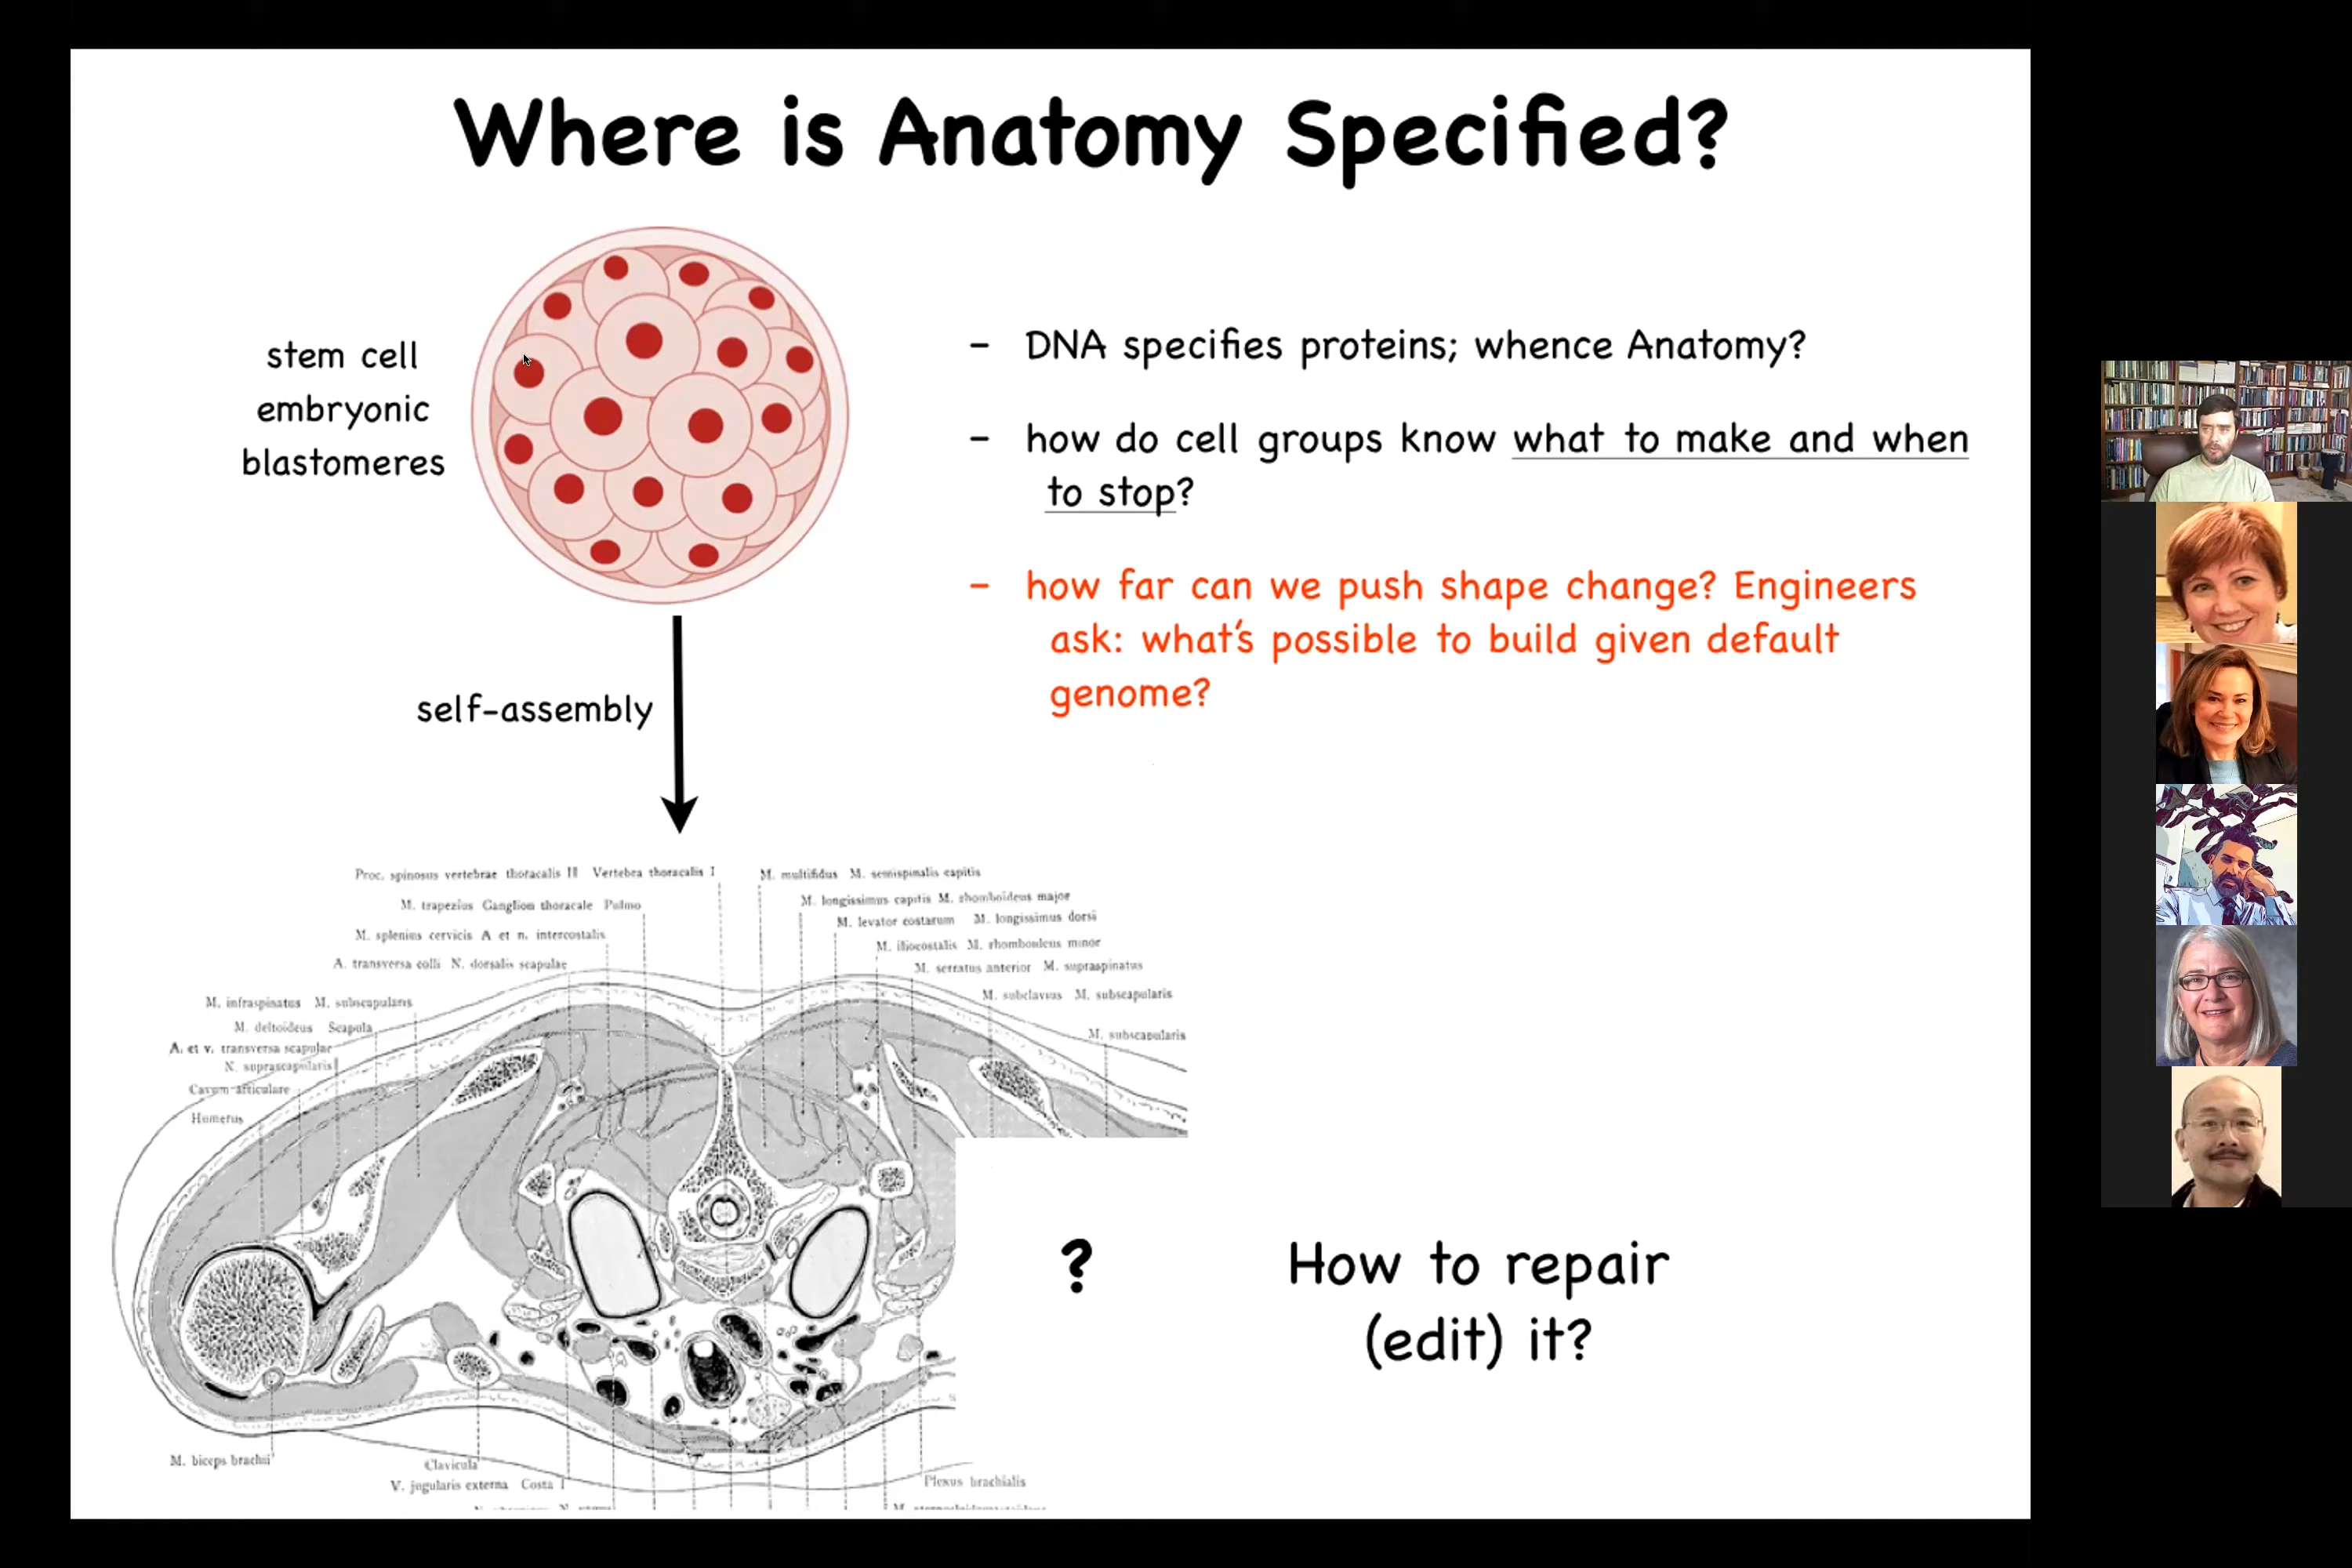 Where is Anatomy Specified?
stem cell
embryonic
blastomeres
- DNA specifies proteins; whence Anatomy?
- how do cell groups know what to make and when
to stop?
- how far can we push shape change? Engineers
ask: what's possible to build given default
genome?
self-assembly
Proc. spinosus vertebrae thoracalis II Vertebra thoracalis I
M. trapezius Ganglion thoracale Pulmo
M. splenius cervicis A et n. intercostalis
A. transversa colli N. dorsalis scapulae
M. infraspinatus M. subscapularis
M. deltoideus Scapula
A. et v. transversa scapulae
N. suprascapularis
Cavum articulare
Humerus
M. multifidus M. semispinalis capitis
M. longissimus capitis M. rhomboideus major
M. levator costarum M. longissimus dorsi
M. iliocostalis M. rhomboideus minor
M. serratus anterior M. supraspinatus
M. subclavius M. subscapularis
M. subscapularis
?
How to repair
(edit) it?
M. biceps brachii
Clavicula
V. jugularis externa Costa I
Plexus brachialis